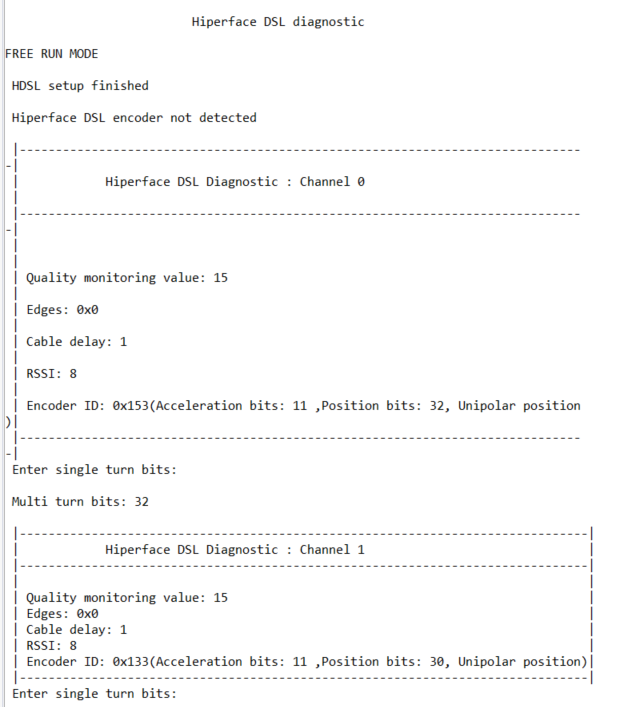 Hiperface DSL diagnostic
FREE RUN MODE
HDSL setup finished
Hiperface DSL encoder not detected
|------------------------------------------------------------------------------
-|
|            Hiperface DSL Diagnostic : Channel 0
|
|------------------------------------------------------------------------------
-|
|
|
| Quality monitoring value: 15
|
| Edges: 0x0
|
| Cable delay: 1
|
| RSSI: 8
|
| Encoder ID: 0x153(Acceleration bits: 11 ,Position bits: 32, Unipolar position
)|
|------------------------------------------------------------------------------
-|
Enter single turn bits:
Multi turn bits: 32
|-------------------------------------------------------------------------------|
|            Hiperface DSL Diagnostic : Channel 1                               |
|-------------------------------------------------------------------------------|
|                                                                               |
| Quality monitoring value: 15                                                  |
| Edges: 0x0                                                                    |
| Cable delay: 1                                                                |
| RSSI: 8                                                                       |
| Encoder ID: 0x133(Acceleration bits: 11 ,Position bits: 30, Unipolar position)|
|-------------------------------------------------------------------------------|
Enter single turn bits: